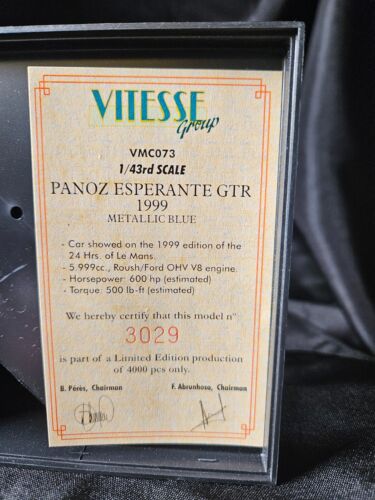 VITESSE
Group
VMC073
1/43rd SCALE
PANOZ ESPERANTE GTR
1999
METALLIC BLUE
- Car showed on the 1999 edition of the
24 Hrs. of Le Mans.
- 5.999cc., Roush/Ford OHV V8 engine.
- Horsepower: 600 hp (estimated)
- Torque: 500 lb-ft (estimated)
We hereby certify that this model nº
3029
is part of a Limited Edition production
of 4000 pcs only.
B. Pérès, Chairman F. Abrunhosa, Chairman